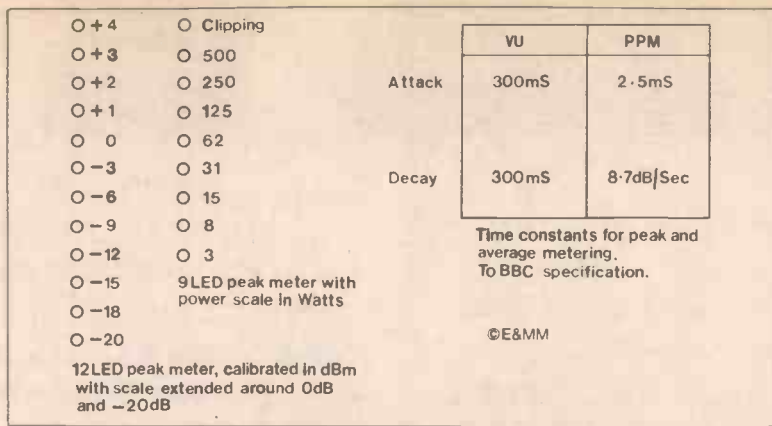 +4
+3
+2
+1
0
-3
-6
-9
-12
-15
-18
-20
12 LED peak meter, calibrated in dBm
with scale extended around 0dB
and -20dB
Clipping
500
250
125
62
31
15
8
3
9 LED peak meter with
power scale in Watts
VU PPM
Attack 300mS 2·5mS
Decay 300mS 8·7dB/Sec
Time constants for peak and
average metering.
To BBC specification.
©E&MM